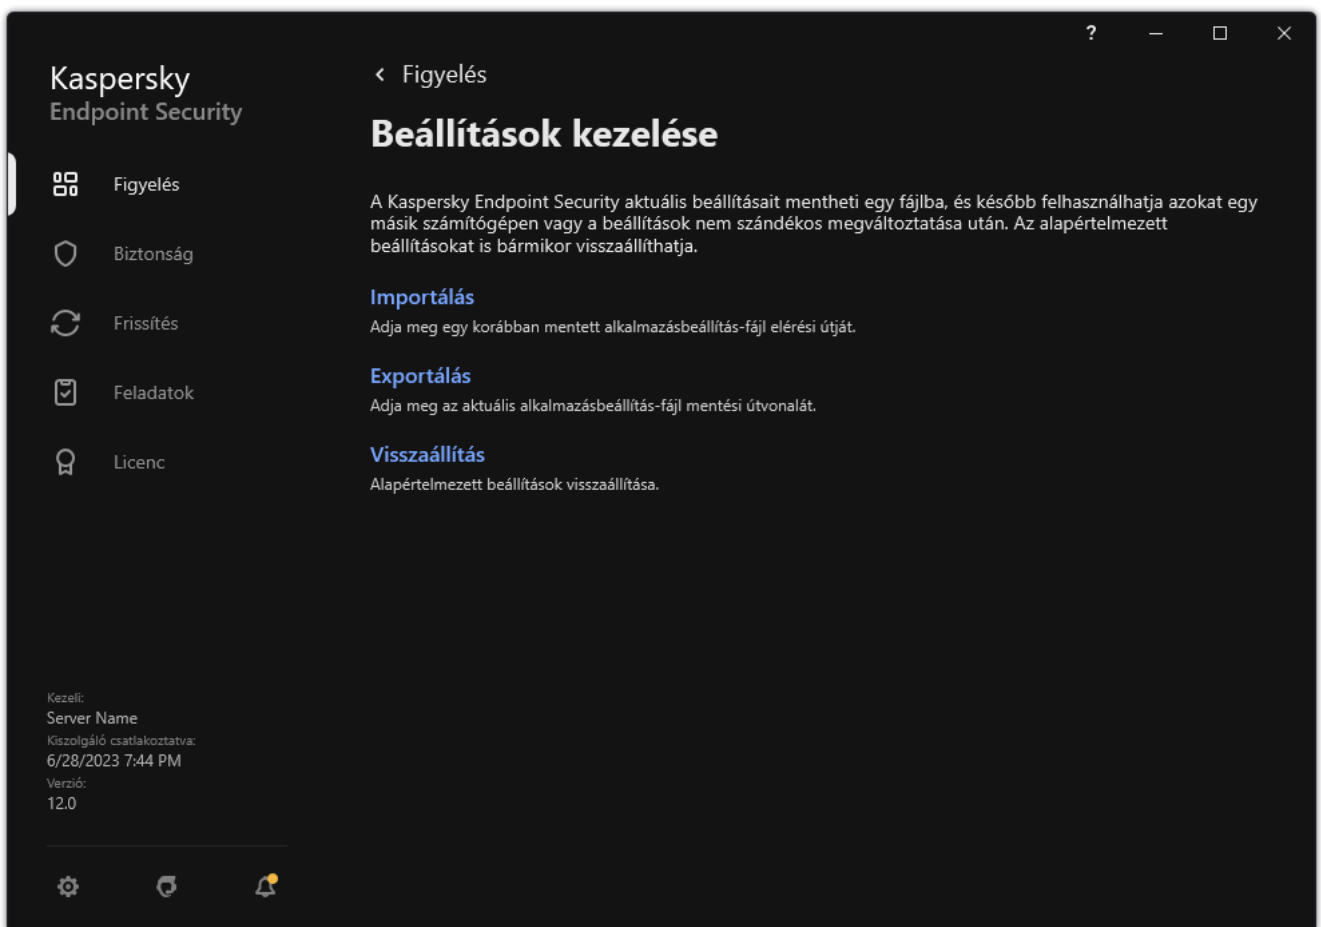 ?
Kaspersky
Endpoint Security
Figyelés
Biztonság
Frissítés
Feladatok
Licenc
Kezeli:
Server Name
Kiszolgáló csatlakoztatva:
6/28/2023 7:44 PM
Verzió:
12.0
Figyelés
Beállítások kezelése
A Kaspersky Endpoint Security aktuális beállításait mentheti egy fájlba, és később felhasználhatja azokat egy
másik számítógépen vagy a beállítások nem szándékos megváltoztatása után. Az alapértelmezett
beállításokat is bármikor visszaállíthatja.
Importálás
Adja meg egy korábban mentett alkalmazásbeállítás-fájl elérési útját.
Exportálás
Adja meg az aktuális alkalmazásbeállítás-fájl mentési útvonalát.
Visszaállítás
Alapértelmezett beállítások visszaállítása.